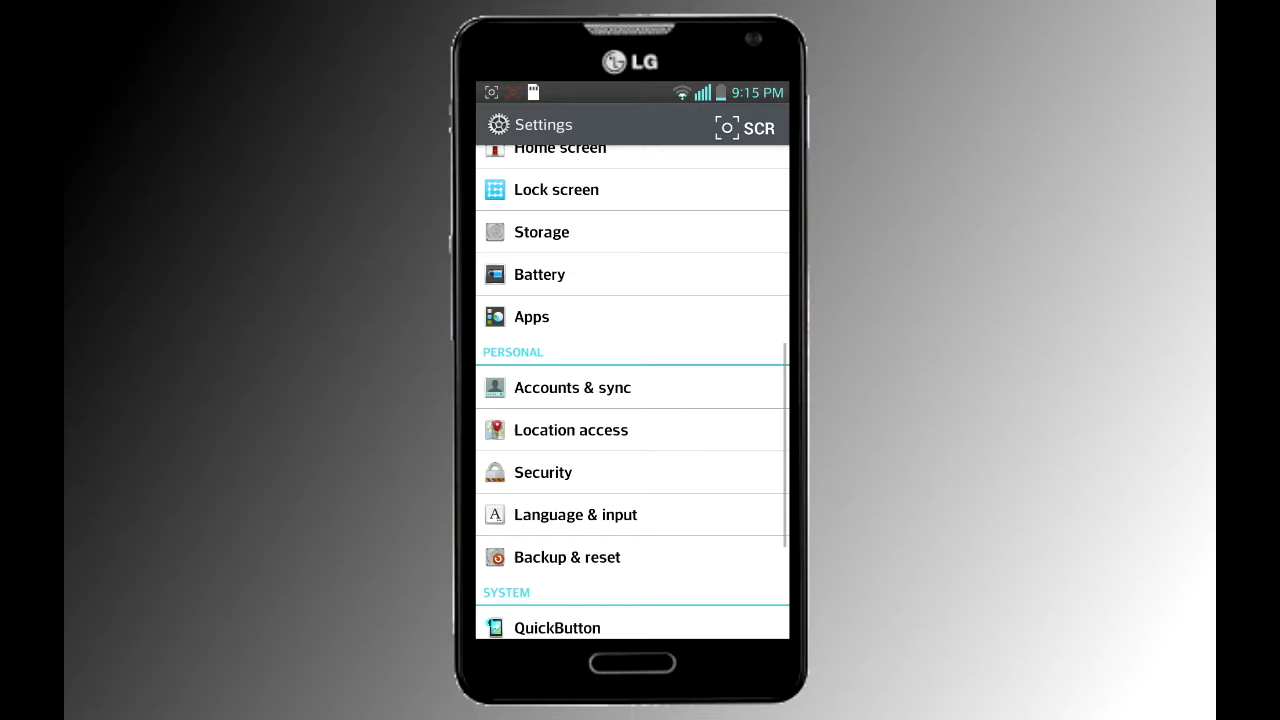 LG
9:15 PM
Settings
SCR
Home screen
Lock screen
Storage
Battery
Apps
PERSONAL
Accounts & sync
Location access
Security
Language & input
A
Backup & reset
SYSTEM
QuickButton